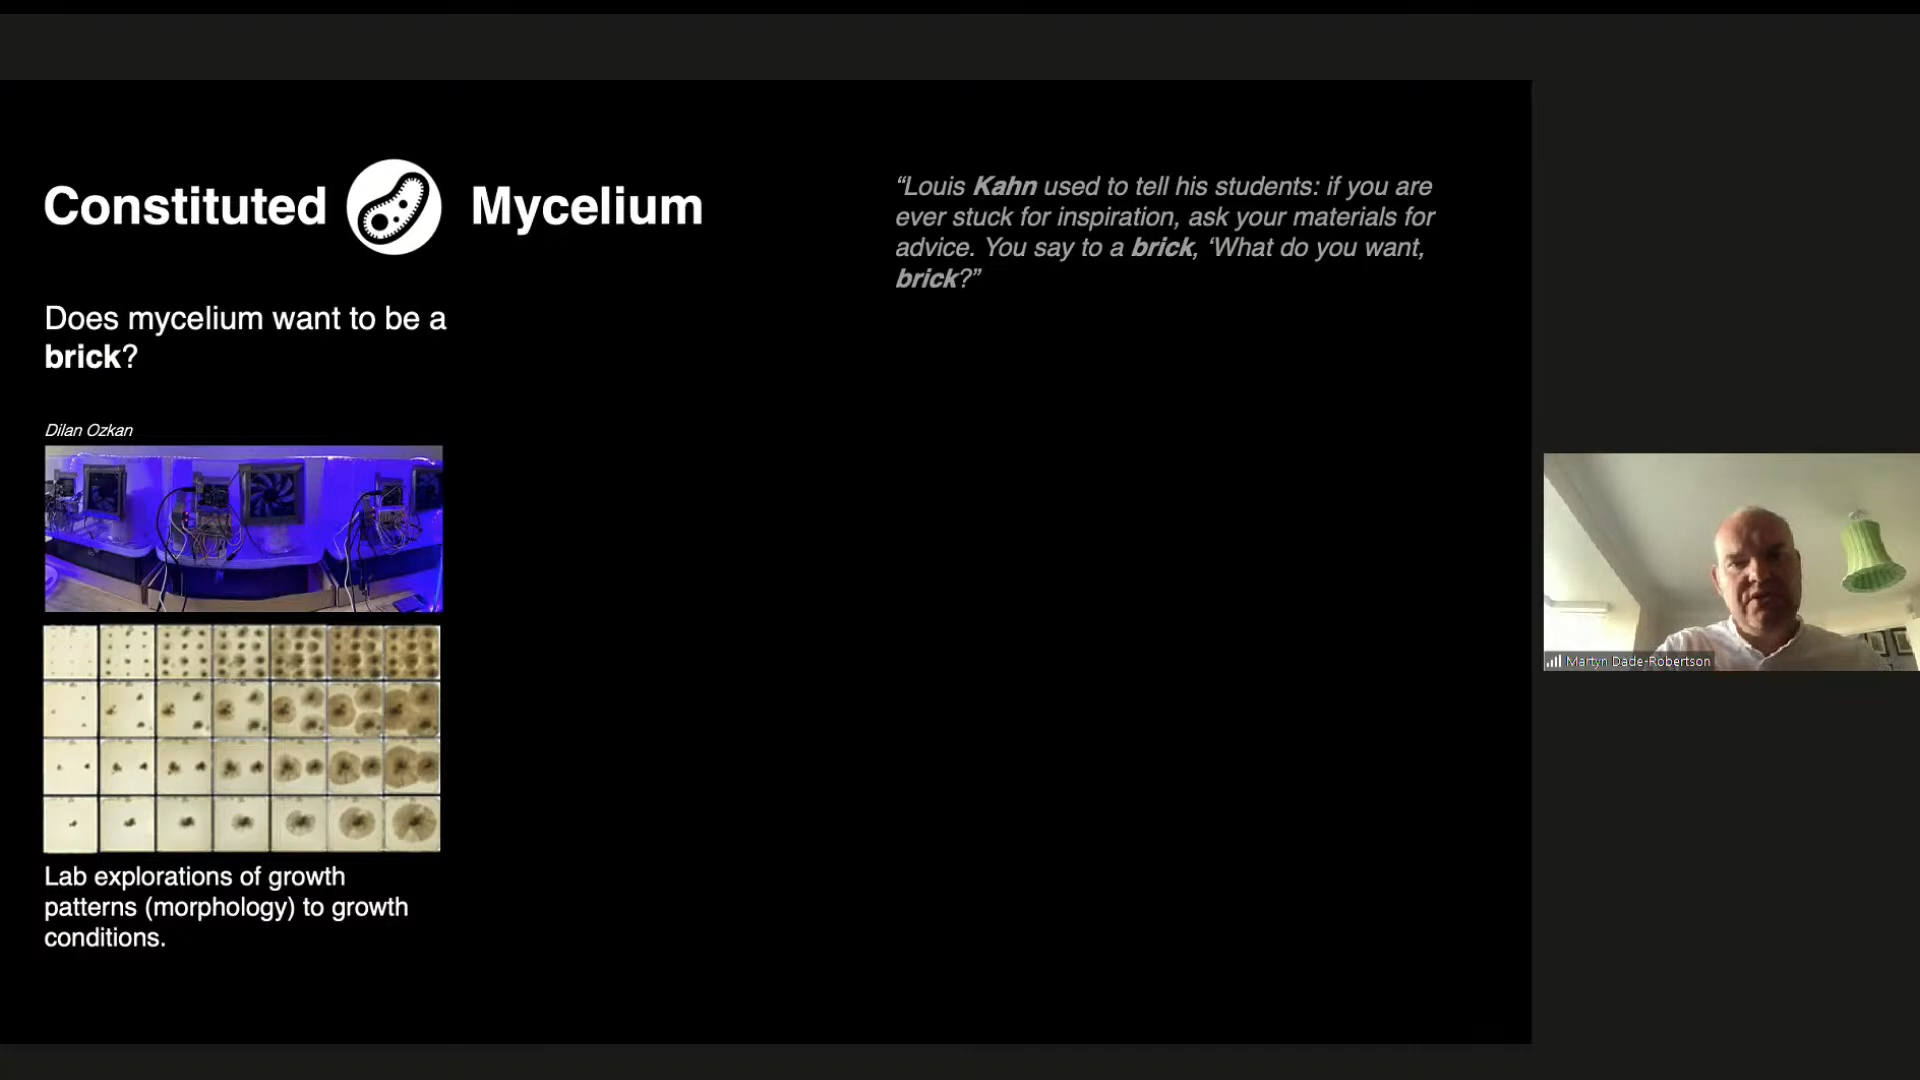 Constituted Mycelium
Does mycelium want to be a
brick?
Dilan Ozkan
Lab explorations of growth
patterns (morphology) to growth
conditions.
“Louis Kahn used to tell his students: if you are
ever stuck for inspiration, ask your materials for
advice. You say to a brick, ‘What do you want,
brick?”
Martyn Dade-Robertson